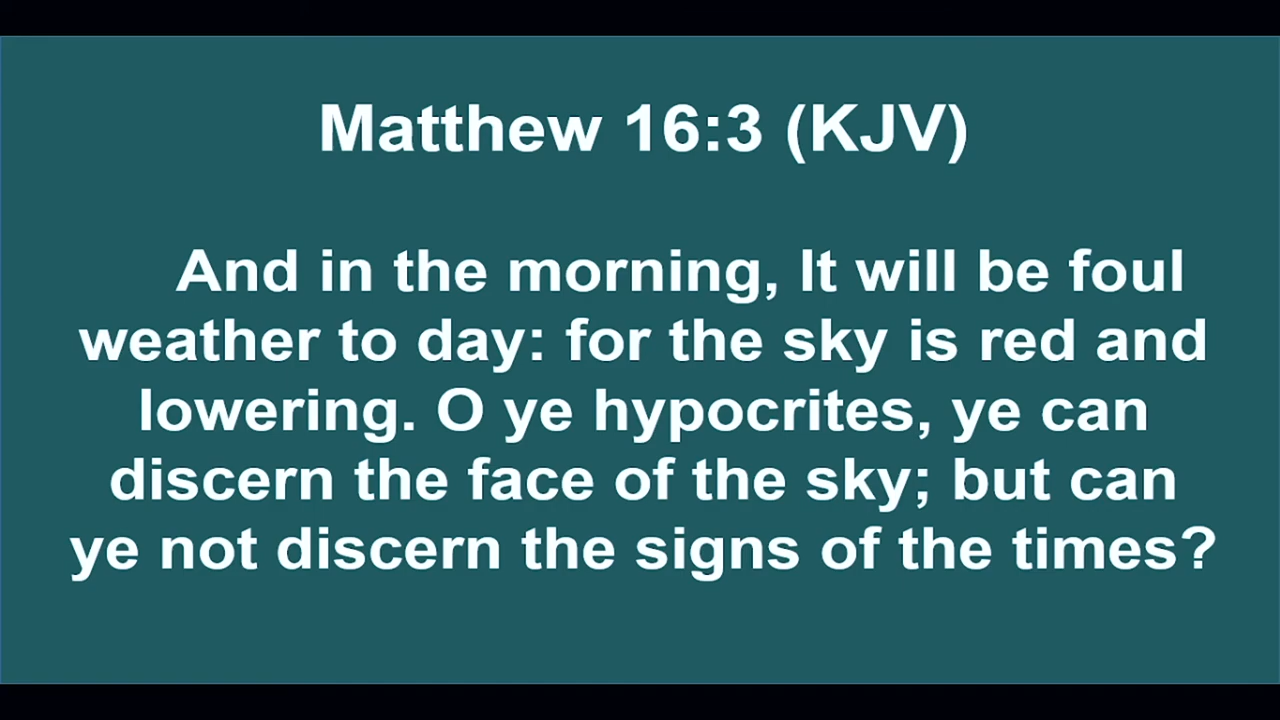 Matthew 16:3 (KJV)
And in the morning, It will be foul
weather to day: for the sky is red and
lowering. O ye hypocrites, ye can
discern the face of the sky; but can
ye not discern the signs of the times?